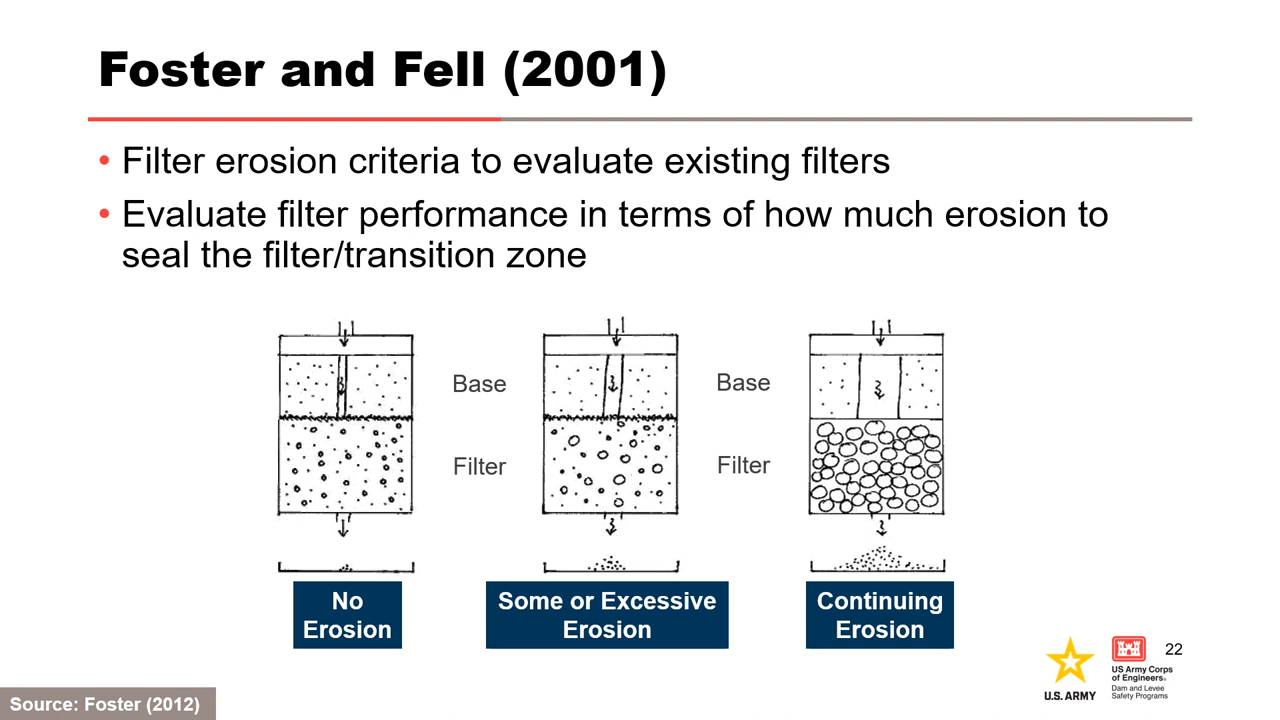 Foster and Fell (2001)
• Filter erosion criteria to evaluate existing filters
• Evaluate filter performance in terms of how much erosion to
seal the filter/transition zone
Base
Base
Filter
Filter
No
Erosion
Some or Excessive
Erosion
Continuing
Erosion
22
U.S. ARMY
US Army Corps
of Engineers®
Dam and Levee
Safety Programs
Source: Foster (2012)